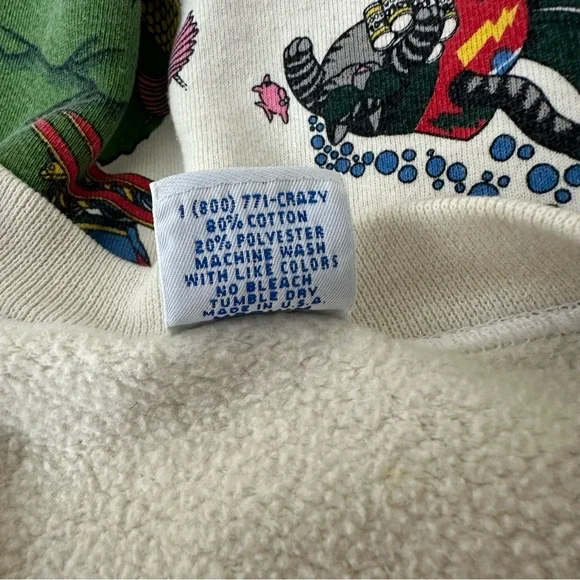 1 (800) 771-CRAZY
80% COTTON
20% POLYESTER
MACHINE WASH
WITH LIKE COLORS
NO BLEACH
TUMBLE DRY
MADE IN U.S.A.